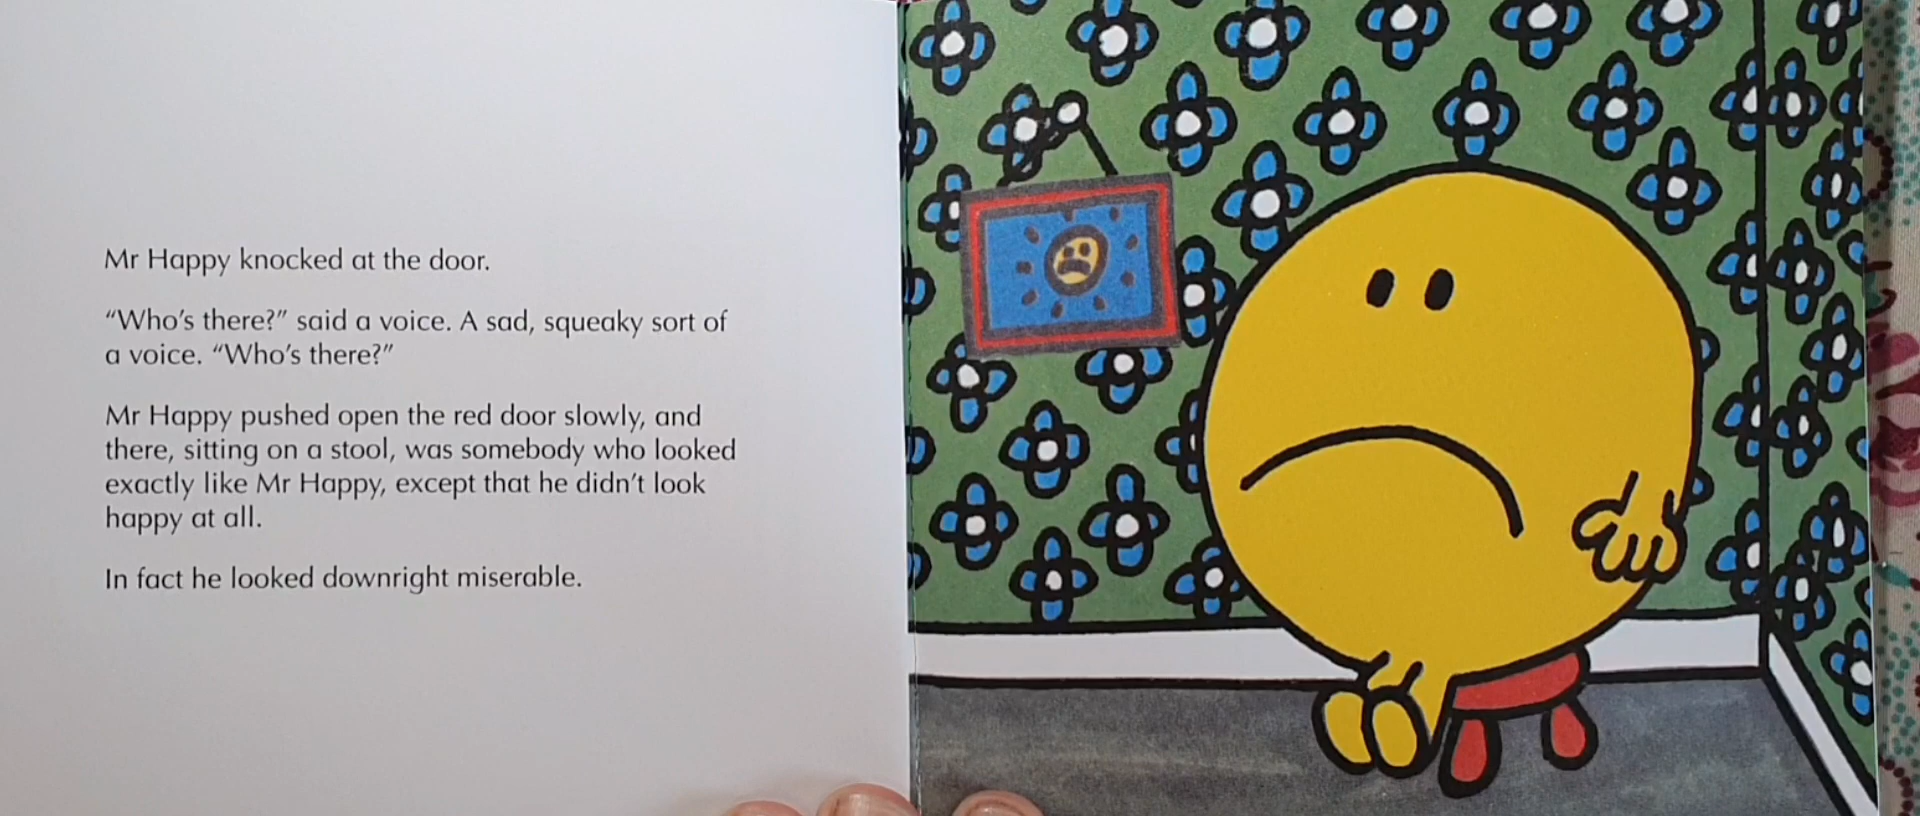 Mr Happy knocked at the door.
“Who’s there?” said a voice. A sad, squeaky sort of
a voice. “Who’s there?”
Mr Happy pushed open the red door slowly, and
there, sitting on a stool, was somebody who looked
exactly like Mr Happy, except that he didn’t look
happy at all.
In fact he looked downright miserable.